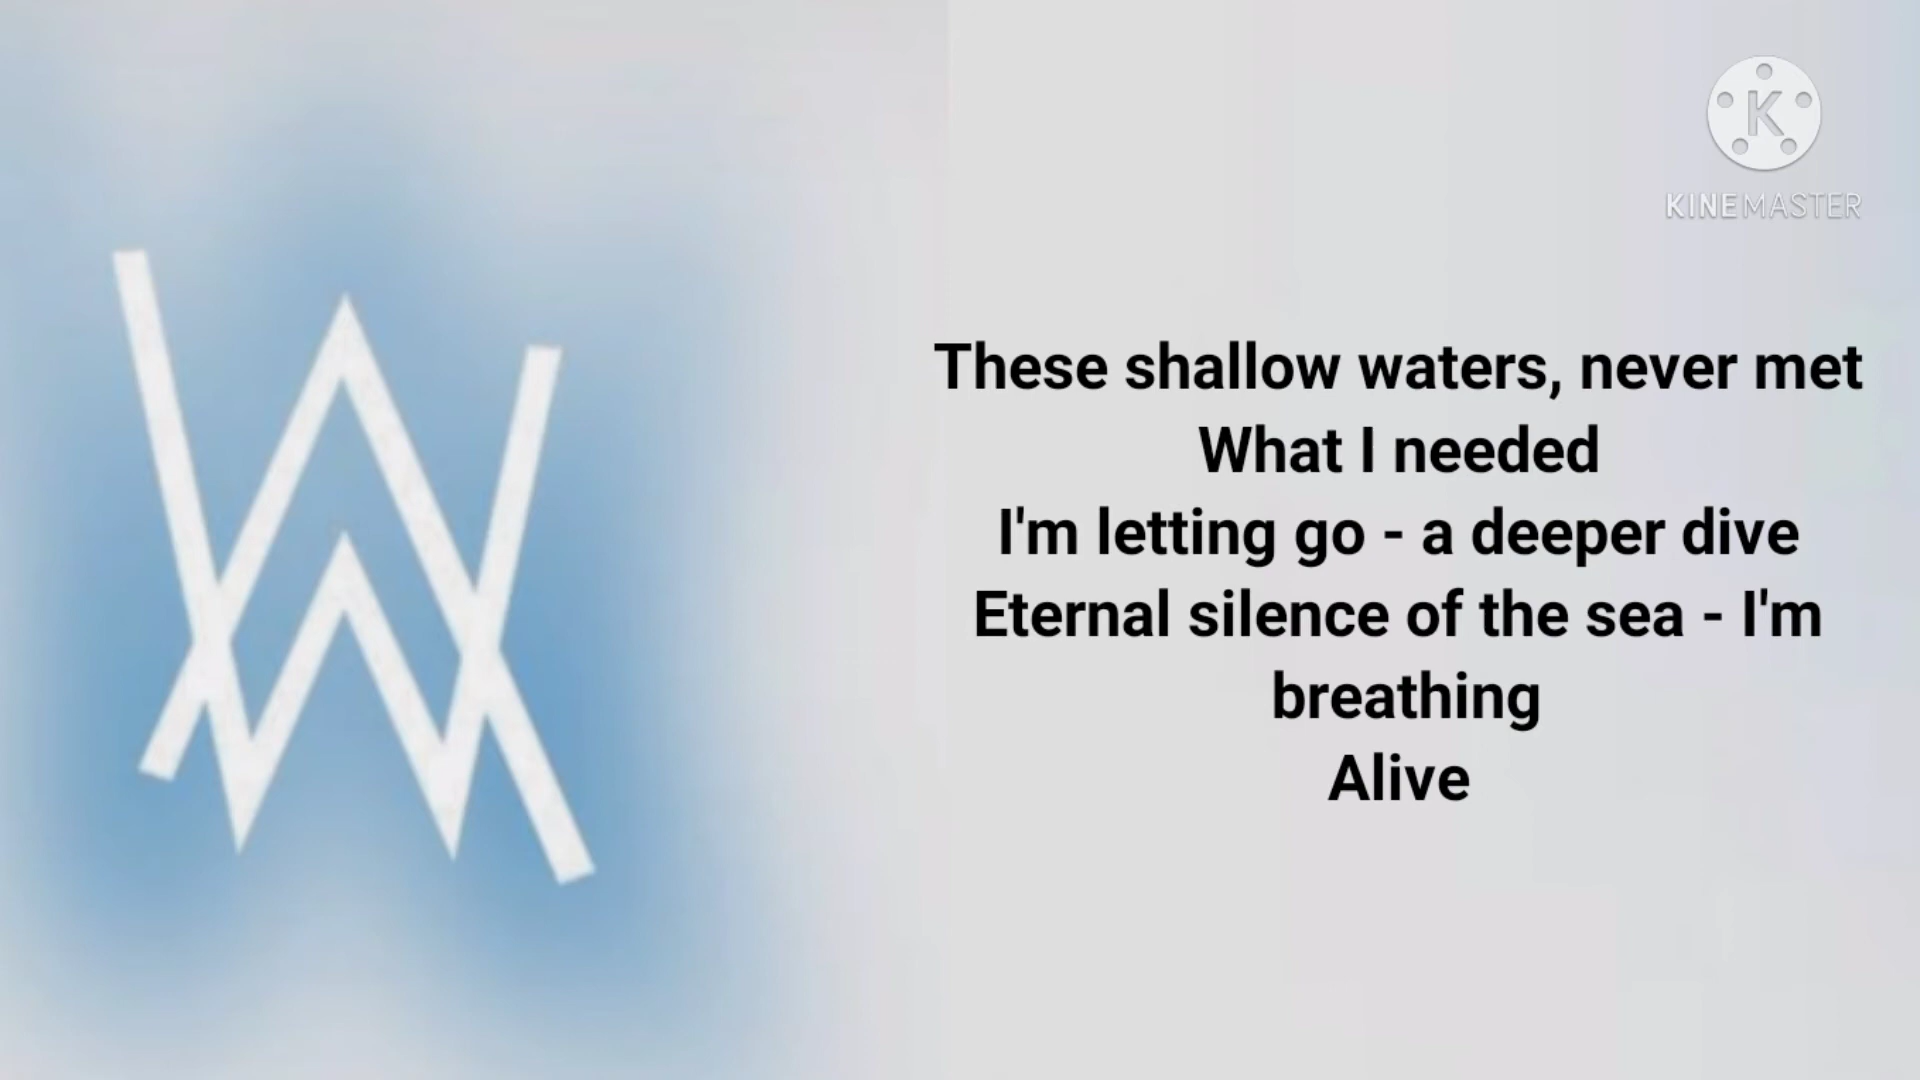 K
KINEMASTER
These shallow waters, never met
What I needed
I'm letting go - a deeper dive
Eternal silence of the sea - I'm
breathing
Alive